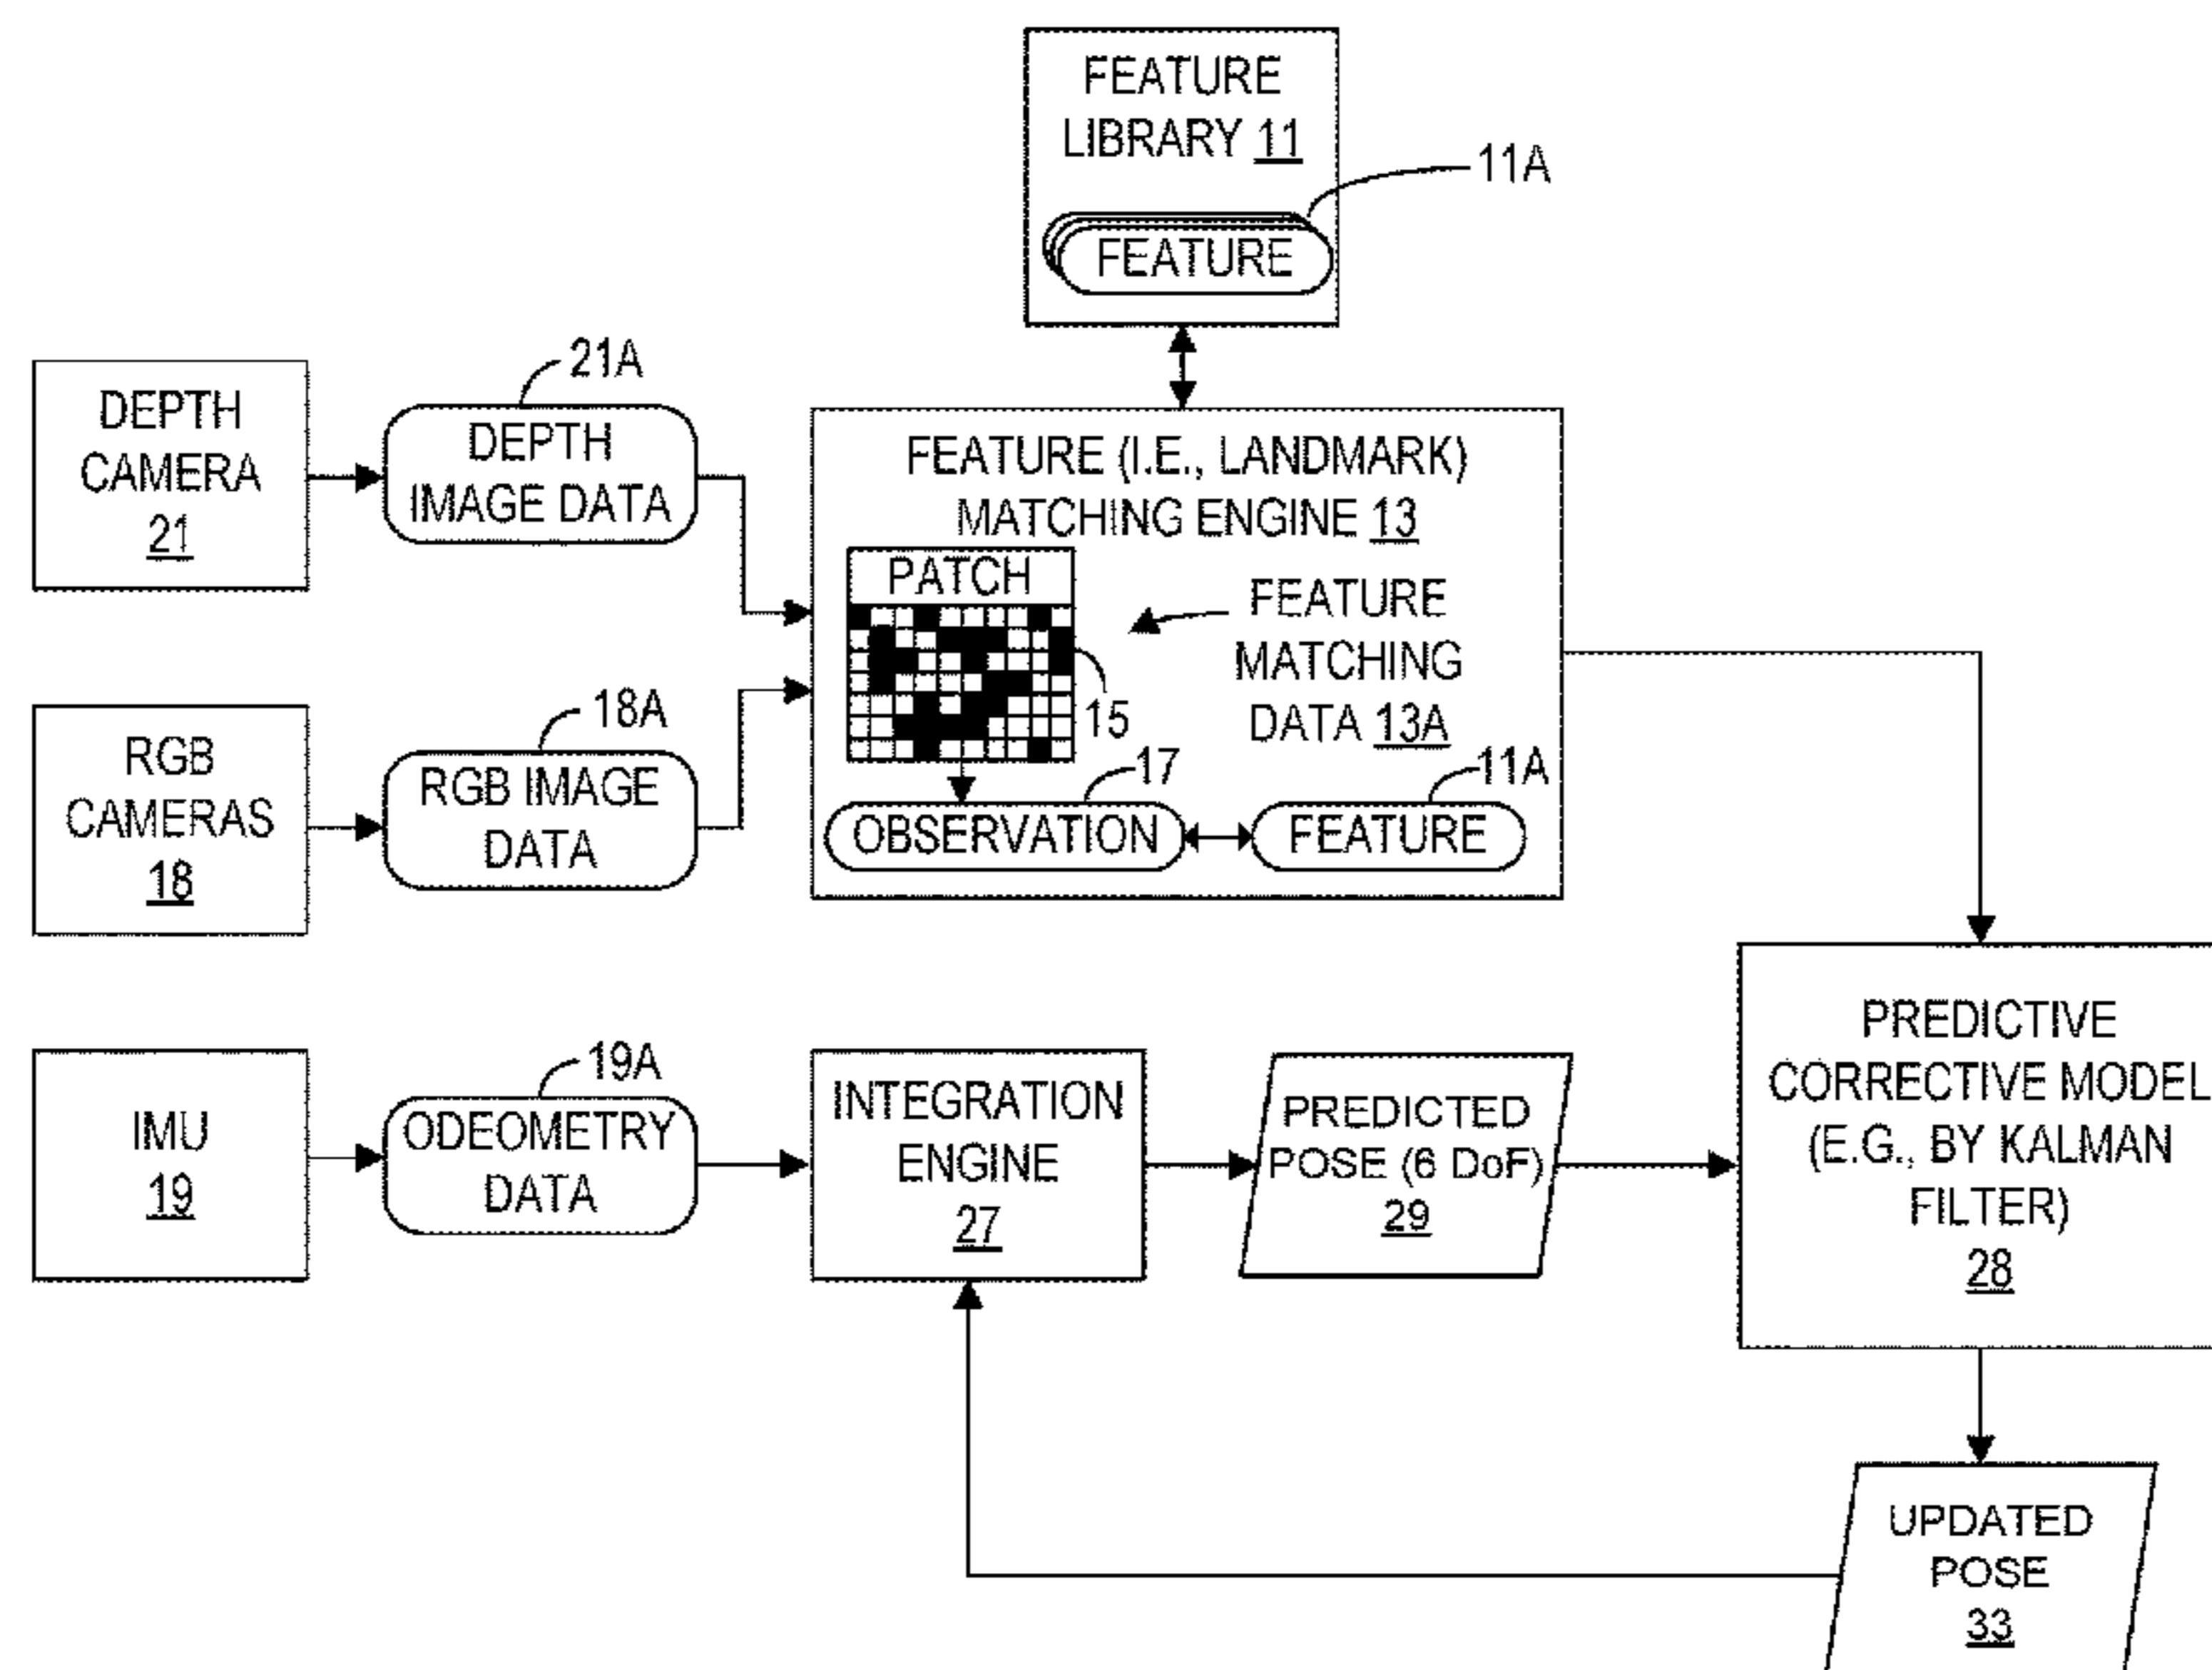 FEATURE
LIBRARY 11
11A
FEATURE
DEPTH
CAMERA
21
21A
DEPTH
IMAGE DATA
FEATURE (I.E., LANDMARK)
MATCHING ENGINE 13
PATCH
FEATURE
MATCHING
DATA 13A
15
17
OBSERVATION
11A
FEATURE
RGB
CAMERAS
18
18A
RGB IMAGE
DATA
IMU
19
19A
ODEOMETRY
DATA
INTEGRATION
ENGINE
27
PREDICTED
POSE (6 DoF)
29
PREDICTIVE
CORRECTIVE MODEL
(E.G., BY KALMAN
FILTER)
28
UPDATED
POSE
33